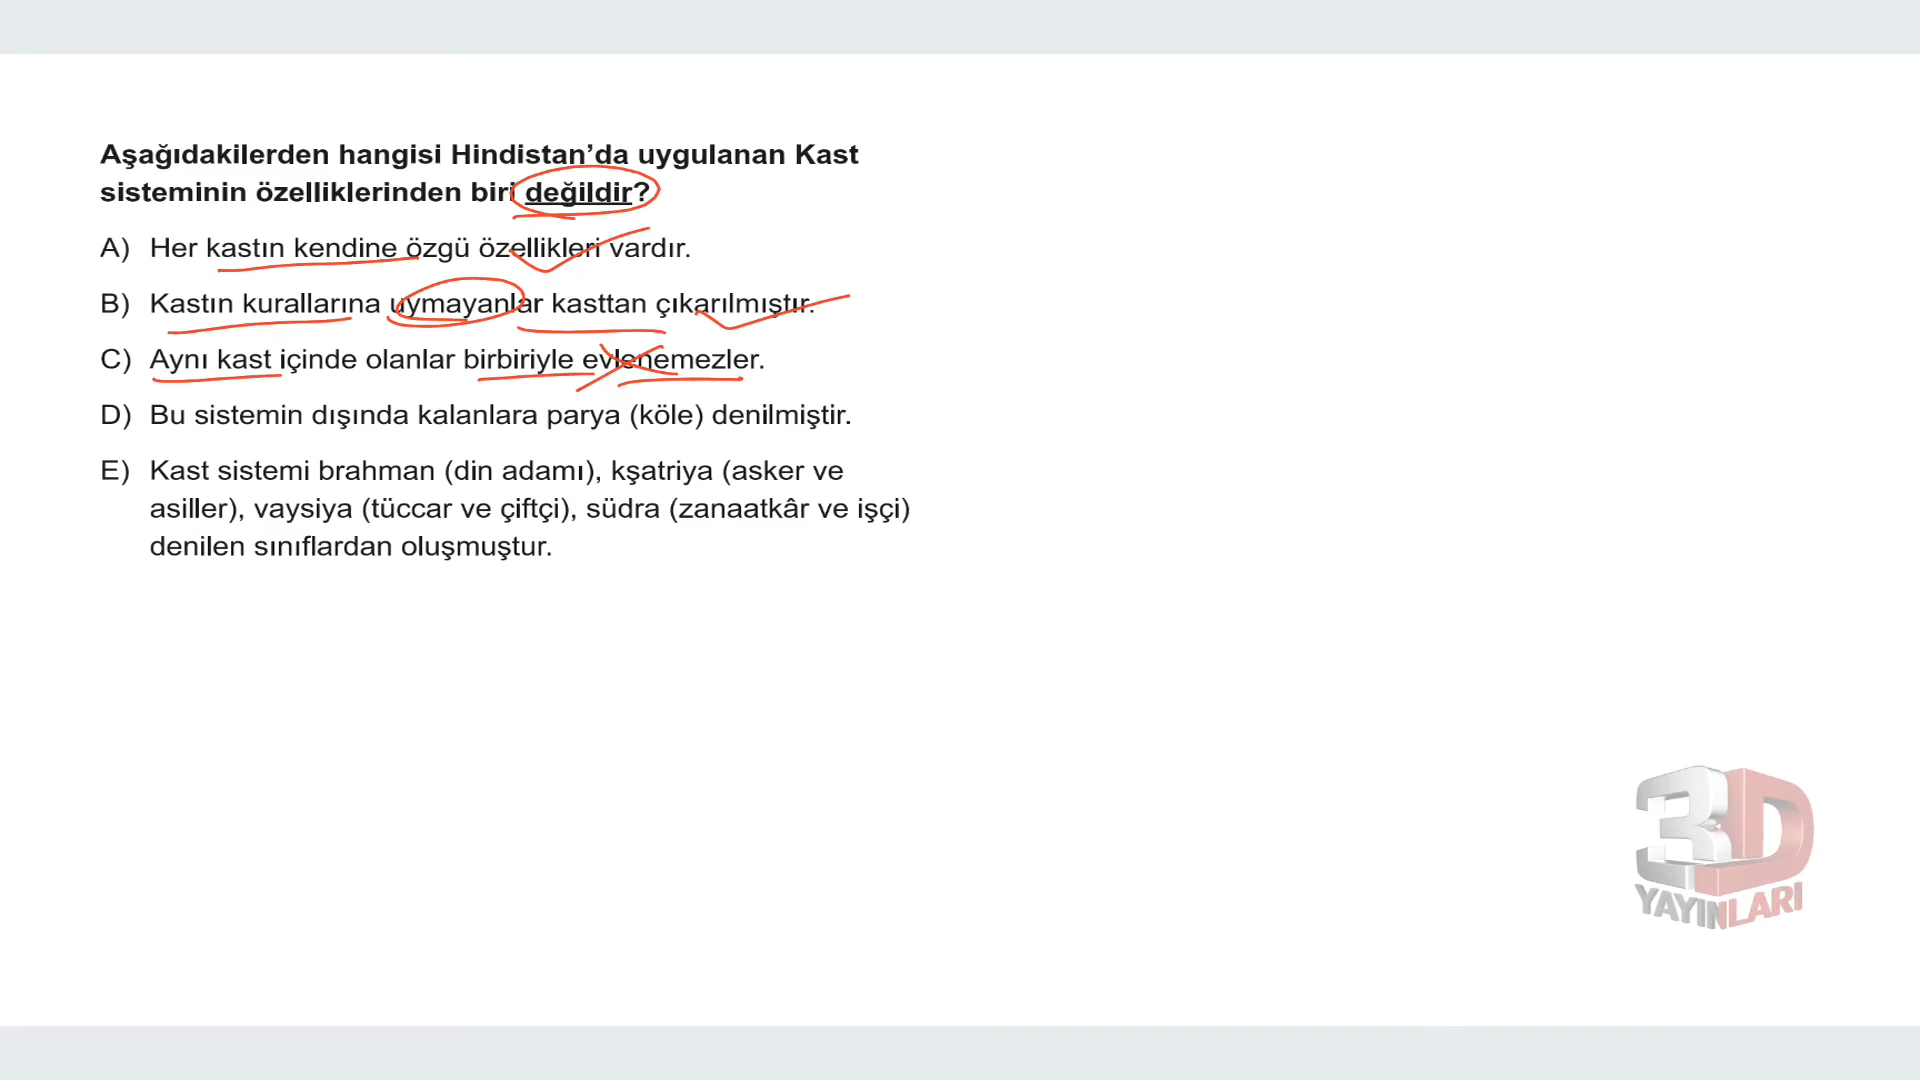 Aşağıdakilerden hangisi Hindistan’da uygulanan Kast
sisteminin özelliklerinden biri değildir?
A) Her kastın kendine özgü özellikleri vardır.
B) Kastın kurallarına uymayanlar kasttan çıkarılmıştır.
C) Aynı kast içinde olanlar birbiriyle evlenemezler.
D) Bu sistemin dışında kalanlara parya (köle) denilmiştir.
E) Kast sistemi brahman (din adamı), kşatriya (asker ve
asiller), vaysiya (tüccar ve çiftçi), südra (zanaatkâr ve işçi)
denilen sınıflardan oluşmuştur.
3D
YAYINLARI